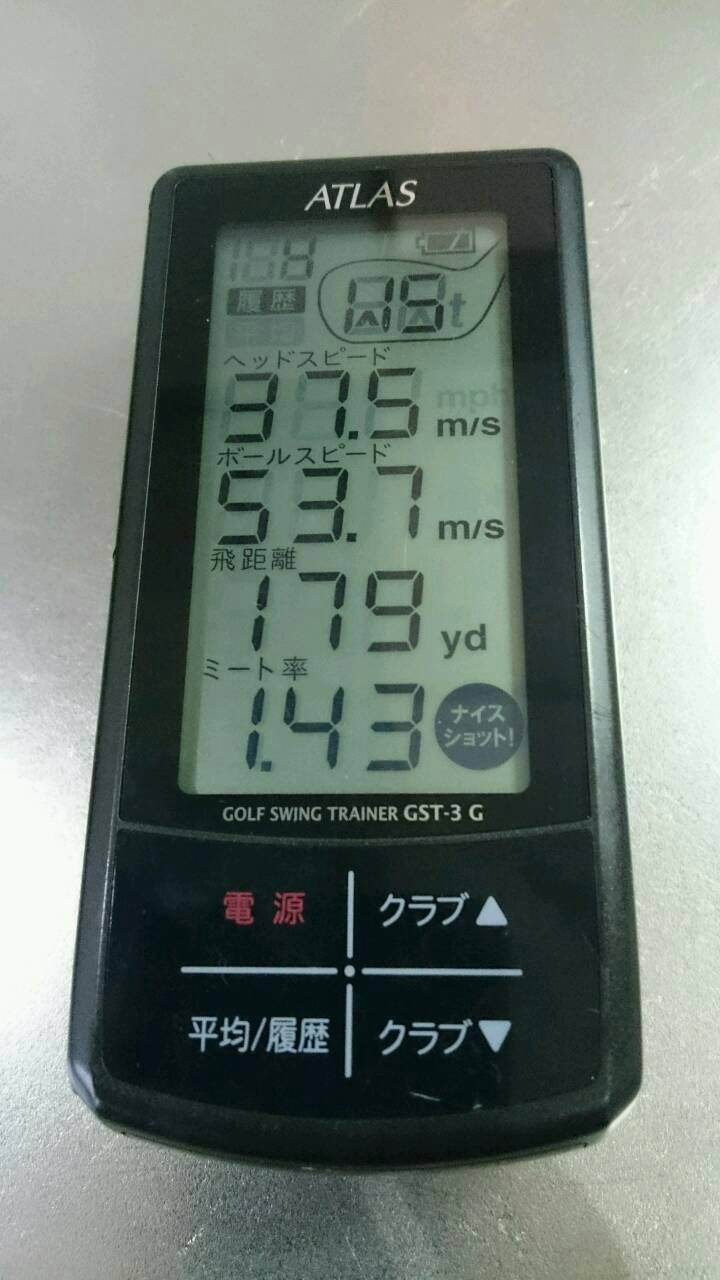 ATLAS
履歴
ヘッドスピード
37.5 m/s
ボールスピード
53.7 m/s
飛距離
179 yd
ミート率
1.43 ナイス
ショット!
GOLF SWING TRAINER GST-3 G
電源 クラブ▲
平均/履歴 クラブ▼